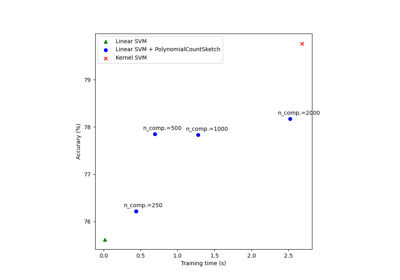 Linear SVM
Linear SVM + PolynomialCountSketch
Kernel SVM
79
78
77
76
Accurary (%)
n_comp.=2000
n_comp.=500
n_comp.=1000
n_comp.=250
0.0 0.5 1.0 1.5 2.0 2.5
Training time (s)